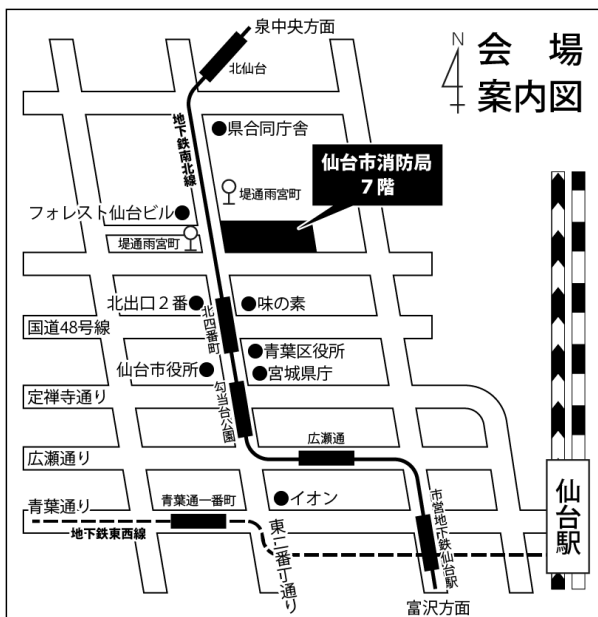 泉中央方面
N
会場
案内図
北仙台
地下鉄南北線
県合同庁舎
仙台市消防局
7階
堤通雨宮町
フォレスト仙台ビル
堤通雨宮町
北出口2番
味の素
北四番町
国道48号線
青葉区役所
仙台市役所
宮城県庁
定禅寺通り
勾当台公園
広瀬通り
広瀬通
青葉通り
青葉通一番町
イオン
地下鉄東西線
東二番丁通り
市営地下鉄仙台駅
仙台駅
富沢方面